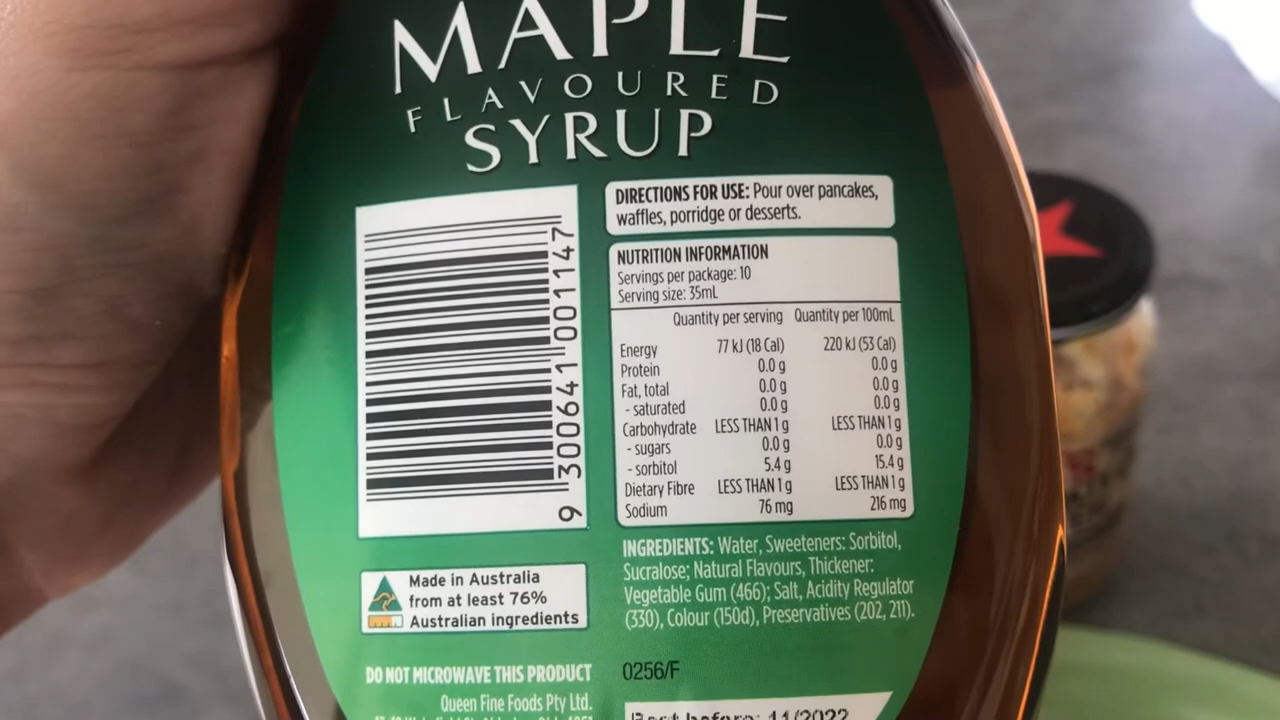 MAPLE
FLAVOURED
SYRUP
9 300641 001147
DIRECTIONS FOR USE: Pour over pancakes,
waffles, porridge or desserts.
NUTRITION INFORMATION
Servings per package: 10
Serving size: 35mL
Quantity per serving Quantity per 100mL
Energy 77 kJ (18 Cal) 220 kJ (53 Cal)
Protein 0.0 g 0.0 g
Fat, total 0.0 g 0.0 g
- saturated 0.0 g 0.0 g
Carbohydrate LESS THAN 1 g LESS THAN 1 g
- sugars 0.0 g 0.0 g
- sorbitol 5.4 g 15.4 g
Dietary Fibre LESS THAN 1 g LESS THAN 1 g
Sodium 76 mg 216 mg
INGREDIENTS: Water, Sweeteners: Sorbitol,
Sucralose; Natural Flavours, Thickener:
Vegetable Gum (466); Salt, Acidity Regulator
(330), Colour (150d), Preservatives (202, 211).
Made in Australia
from at least 76%
Australian ingredients
DO NOT MICROWAVE THIS PRODUCT
0256/F
Queen Fine Foods Pty Ltd.
Best before: 11/2022